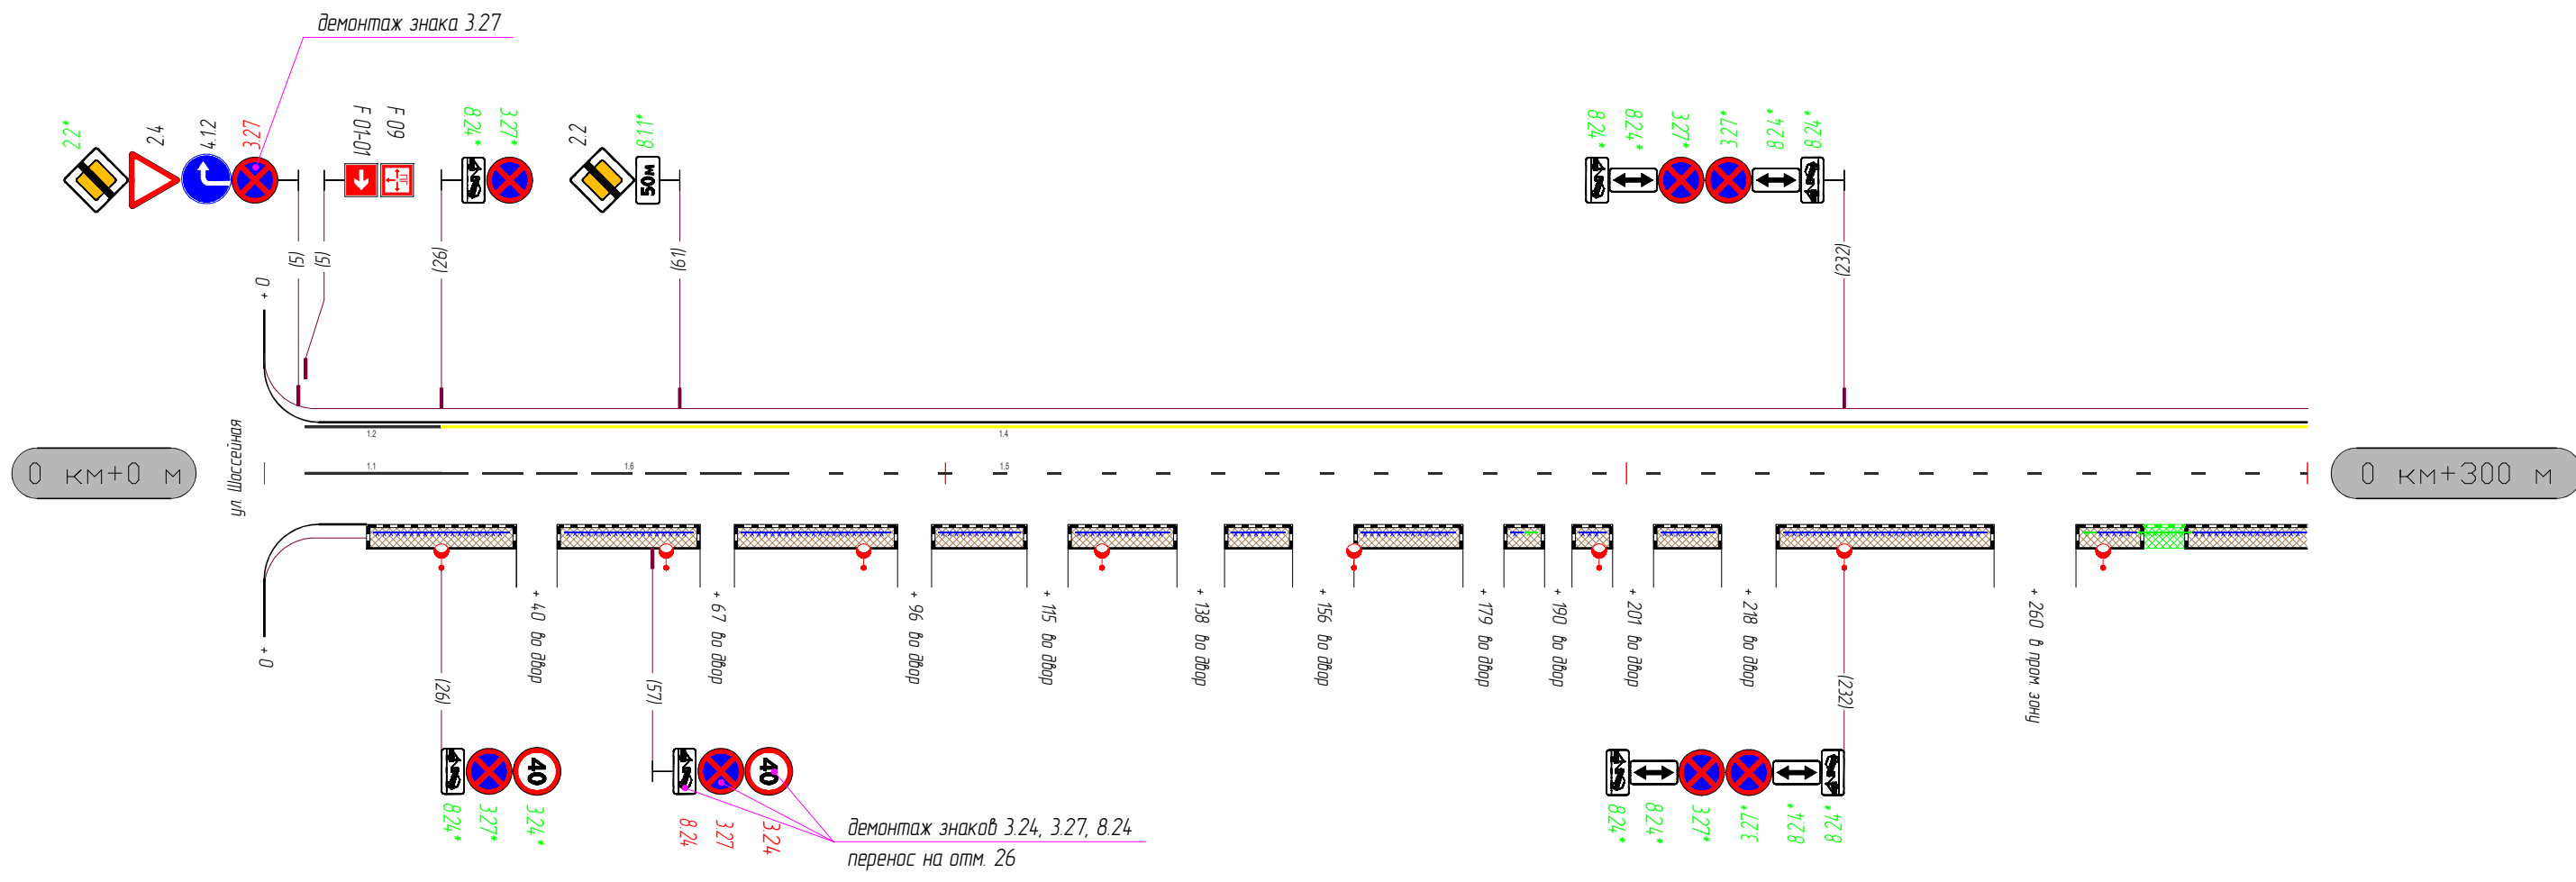 демонтаж знака 3.27
2.2*
2.4
4.1.2
3.27
F 01-01
F 09
8.24*
3.27*
2.2
8.1.1*
50м
8.24*
8.24*
3.27*
3.27*
8.24*
8.24*
(5)
(5)
(26)
(61)
(232)
+ 0
ул. Шоссейная
0 км+0 м
1.2
1.4
1.1
1.6
1.5
0 км+300 м
0 + 0
+ 40 во двор
+ 67 во двор
+ 96 во двор
+ 115 во двор
+ 138 во двор
+ 156 во двор
+ 179 во двор
+ 190 во двор
+ 201 во двор
+ 218 во двор
+ 260 в пром. зону
(26)
(57)
(232)
40
40
8.24*
3.27*
3.24*
8.24
3.27
3.24
8.24*
8.24*
3.27*
3.27*
8.24*
8.24*
демонтаж знаков 3.24, 3.27, 8.24
перенос на отм. 26